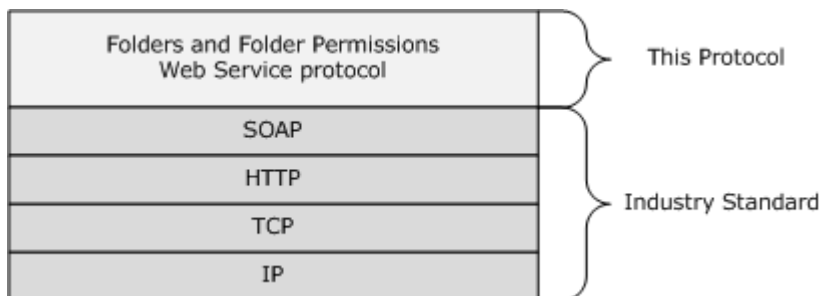 Folders and Folder Permissions
Web Service protocol
This Protocol
SOAP
HTTP
TCP
IP
Industry Standard